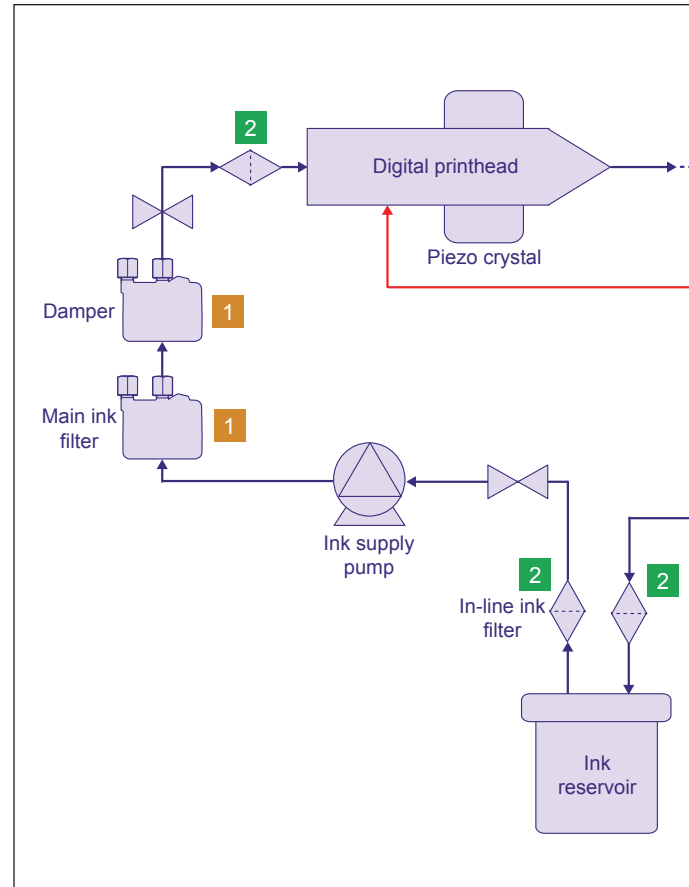 2
Digital printhead
Piezo crystal
Damper
1
Main ink
filter
1
Ink supply
pump
2
In-line ink
filter
2
Ink
reservoir